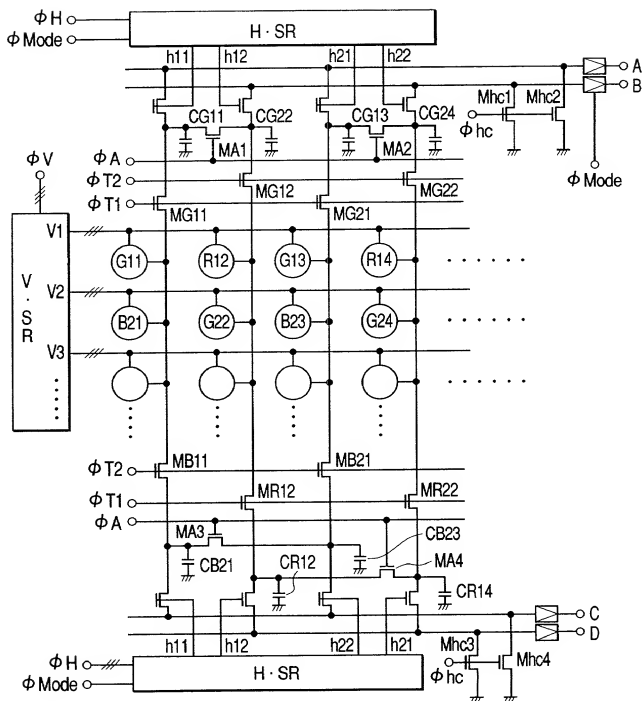 φH
H·SR
φMode
h11 h12 h21 h22
A
B
Mhc1 Mhc2
CG11 CG22 CG13 CG24
φhc
φA
MA1 MA2
φMode
φV
φT2
MG12 MG22
φT1
MG11 MG21
V·SR
V1
G11 R12 G13 R14
V2
B21 G22 B23 G24
V3
φT2
MB11 MB21
φT1
MR12 MR22
φA
MA3
CB23
MA4
CB21
CR12
CR14
C
D
h11 h12 h22 h21
Mhc3 Mhc4
φH
H·SR
φhc
φMode